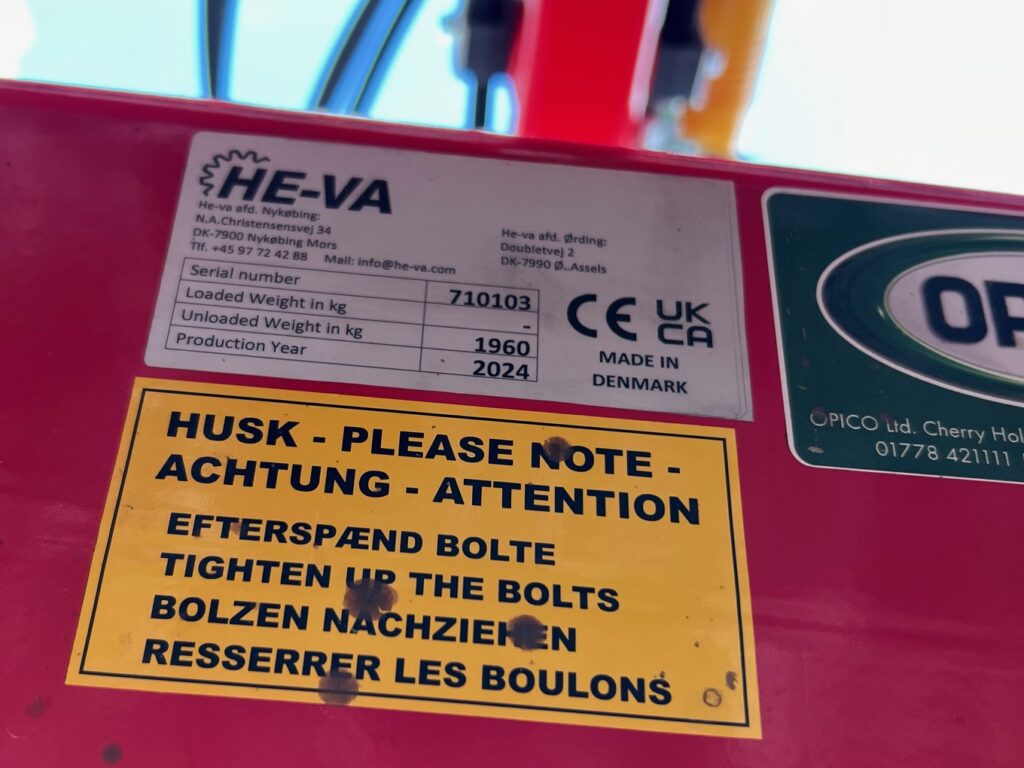 HE-VA
He-va afd. Nykøbing:
N.A.Christensensvej 34
DK-7900 Nykøbing Mors
Tlf. +45 97 72 42 88 Mail: info@he-va.com
He-va afd. Ørding:
Doubletvej 2
DK-7990 Ø..Assels
Serial number 710103
Loaded Weight in kg -
Unloaded Weight in kg 1960
Production Year 2024
CE UK
CA
MADE IN
DENMARK
HUSK - PLEASE NOTE -
ACHTUNG - ATTENTION
EFTERSPÆND BOLTE
TIGHTEN UP THE BOLTS
BOLZEN NACHZIEHEN
RESSERRER LES BOULONS
OP
OPICO Ltd. Cherry Hol
01778 421111